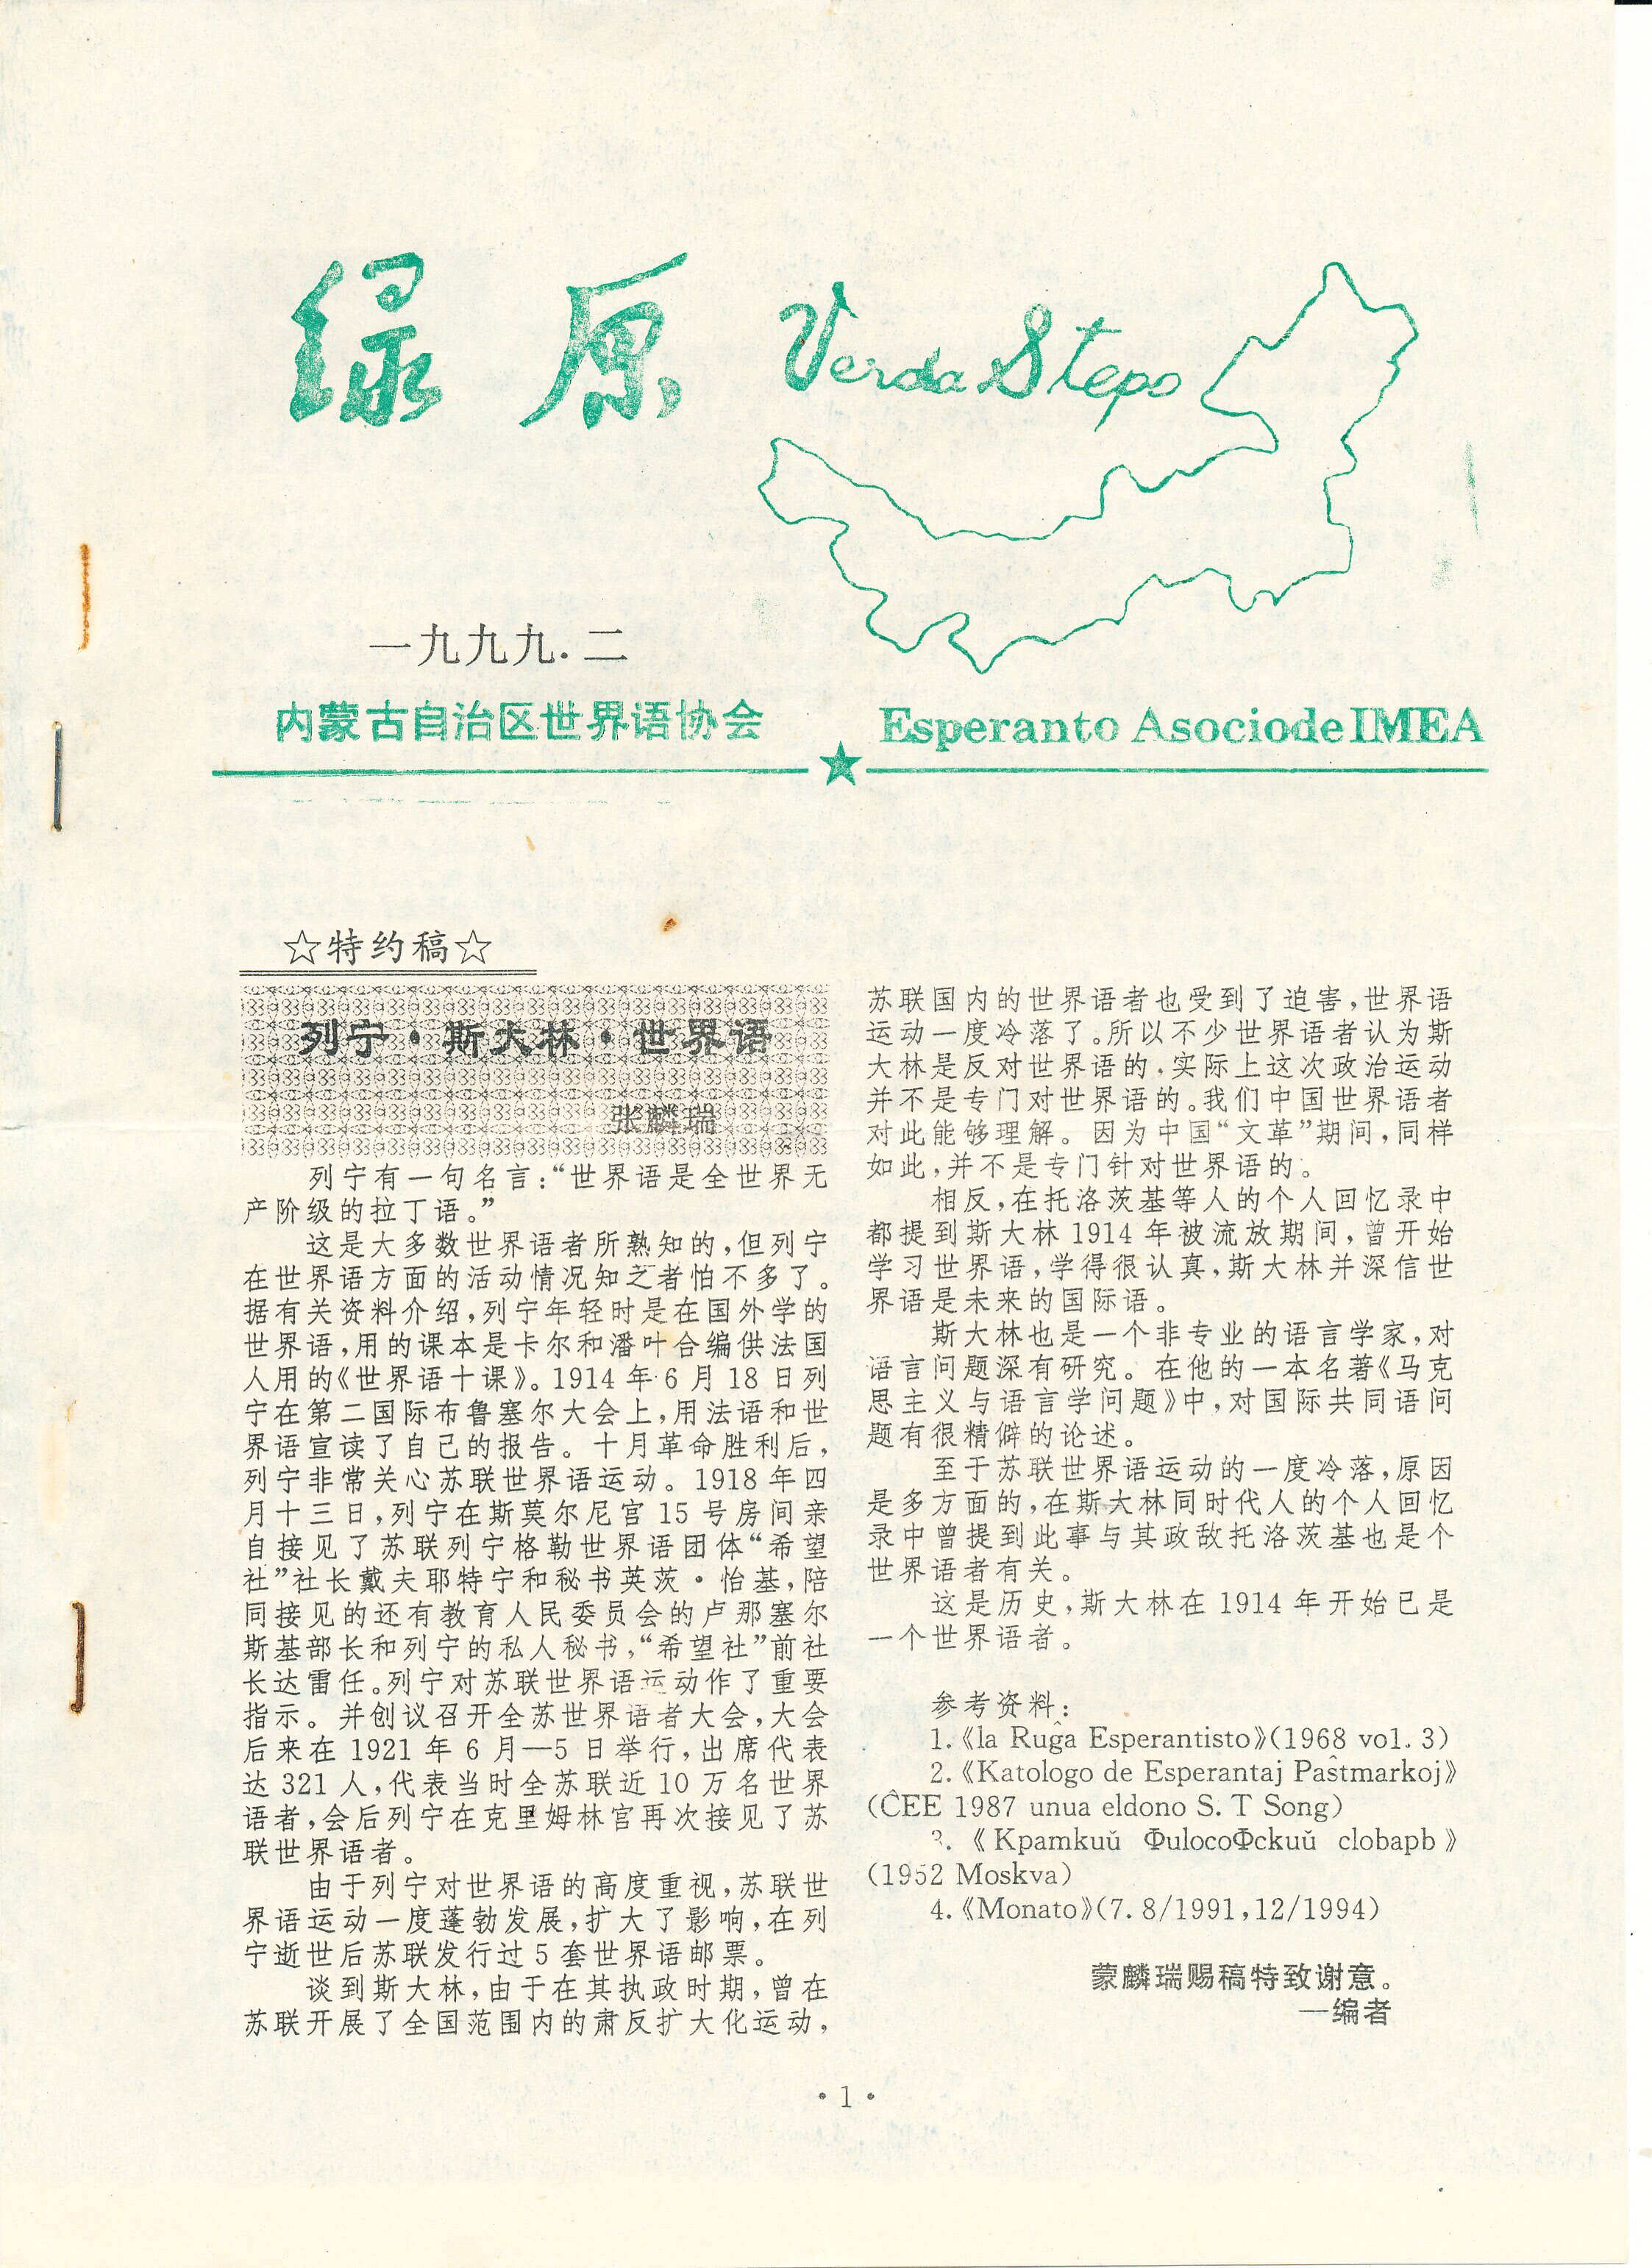 绿原
Verda Stepo
一九九九.二
内蒙古自治区世界语协会
Esperanto AsociodeIMEA
☆特约稿☆
列宁·斯大林·世界语
张麟瑞
列宁有一句名言:“世界语是全世界无
产阶级的拉丁语。”
这是大多数世界语者所熟知的,但列宁
在世界语方面的活动情况知之者怕不多了。
据有关资料介绍,列宁年轻时是在国外学的
世界语,用的课本是卡尔和潘叶合编供法国
人用的《世界语十课》。1914年6月18日列
宁在第二国际布鲁塞尔大会上,用法语和世
界语宣读了自己的报告。十月革命胜利后,
列宁非常关心苏联世界语运动。1918年四
月十三日,列宁在斯莫尔尼宫15号房间亲
自接见了苏联列宁格勒世界语团体“希望
社”社长戴夫耶特宁和秘书英茨·怡基,陪
同接见的还有教育人民委员会的卢那塞尔
斯基部长和列宁的私人秘书,“希望社”前社
长达雷任。列宁对苏联世界语运动作了重要
指示。并创议召开全苏世界语者大会,大会
后来在1921年6月—5日举行,出席代表
达321人,代表当时全苏联近10万名世界
语者,会后列宁在克里姆林宫再次接见了苏
联世界语者。
由于列宁对世界语的高度重视,苏联世
界语运动一度蓬勃发展,扩大了影响,在列
宁逝世后苏联发行过5套世界语邮票。
谈到斯大林,由于在其执政时期,曾在
苏联开展了全国范围内的肃反扩大化运动,
苏联国内的世界语者也受到了迫害,世界语
运动一度冷落了。所以不少世界语者认为斯
大林是反对世界语的,实际上这次政治运动
并不是专门对世界语的。我们中国世界语者
对此能够理解。因为中国“文革”期间,同样
如此,并不是专门针对世界语的。
相反,在托洛茨基等人的个人回忆录中
都提到斯大林1914年被流放期间,曾开始
学习世界语,学得很认真,斯大林并深信世
界语是未来的国际语。
斯大林也是一个非专业的语言学家,对
语言问题深有研究。在他的一本名著《马克
思主义与语言学问题》中,对国际共同语问
题有很精僻的论述。
至于苏联世界语运动的一度冷落,原因
是多方面的,在斯大林同时代人的个人回忆
录中曾提到此事与其政敌托洛茨基也是个
世界语者有关。
这是历史,斯大林在1914年开始已是
一个世界语者。
参考资料:
1.《la Ruĝa Esperantisto》(1968 vol. 3)
2.《Katologo de Esperantaj Paŝtmarkoj》
(ĈEE 1987 unua eldono S. T Song)
3.《Kpamkuŭ ФulocoФckuŭ clobapb》
(1952 Moskva)
4.《Monato》(7. 8/1991,12/1994)
蒙麟瑞赐稿特致谢意。
—编者
·1·